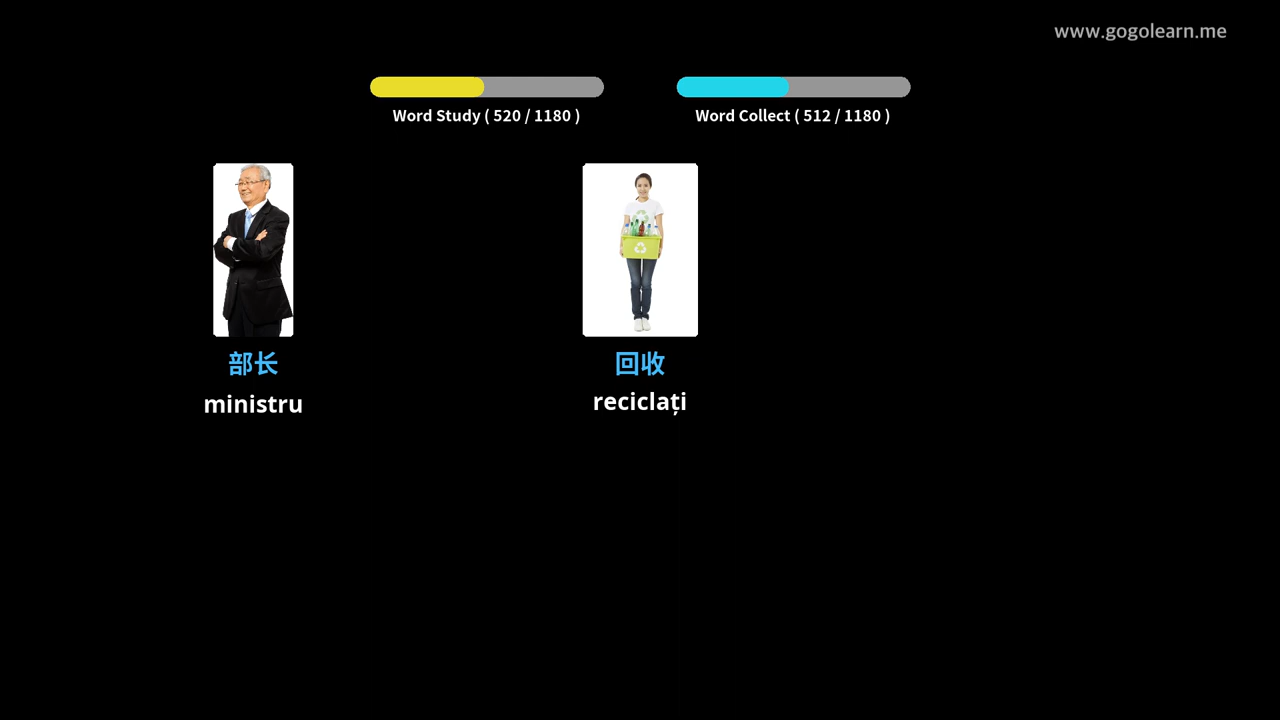 www.gogolearn.me
Word Study ( 520 / 1180 )
Word Collect ( 512 / 1180 )
部长
回收
ministru
reciclați